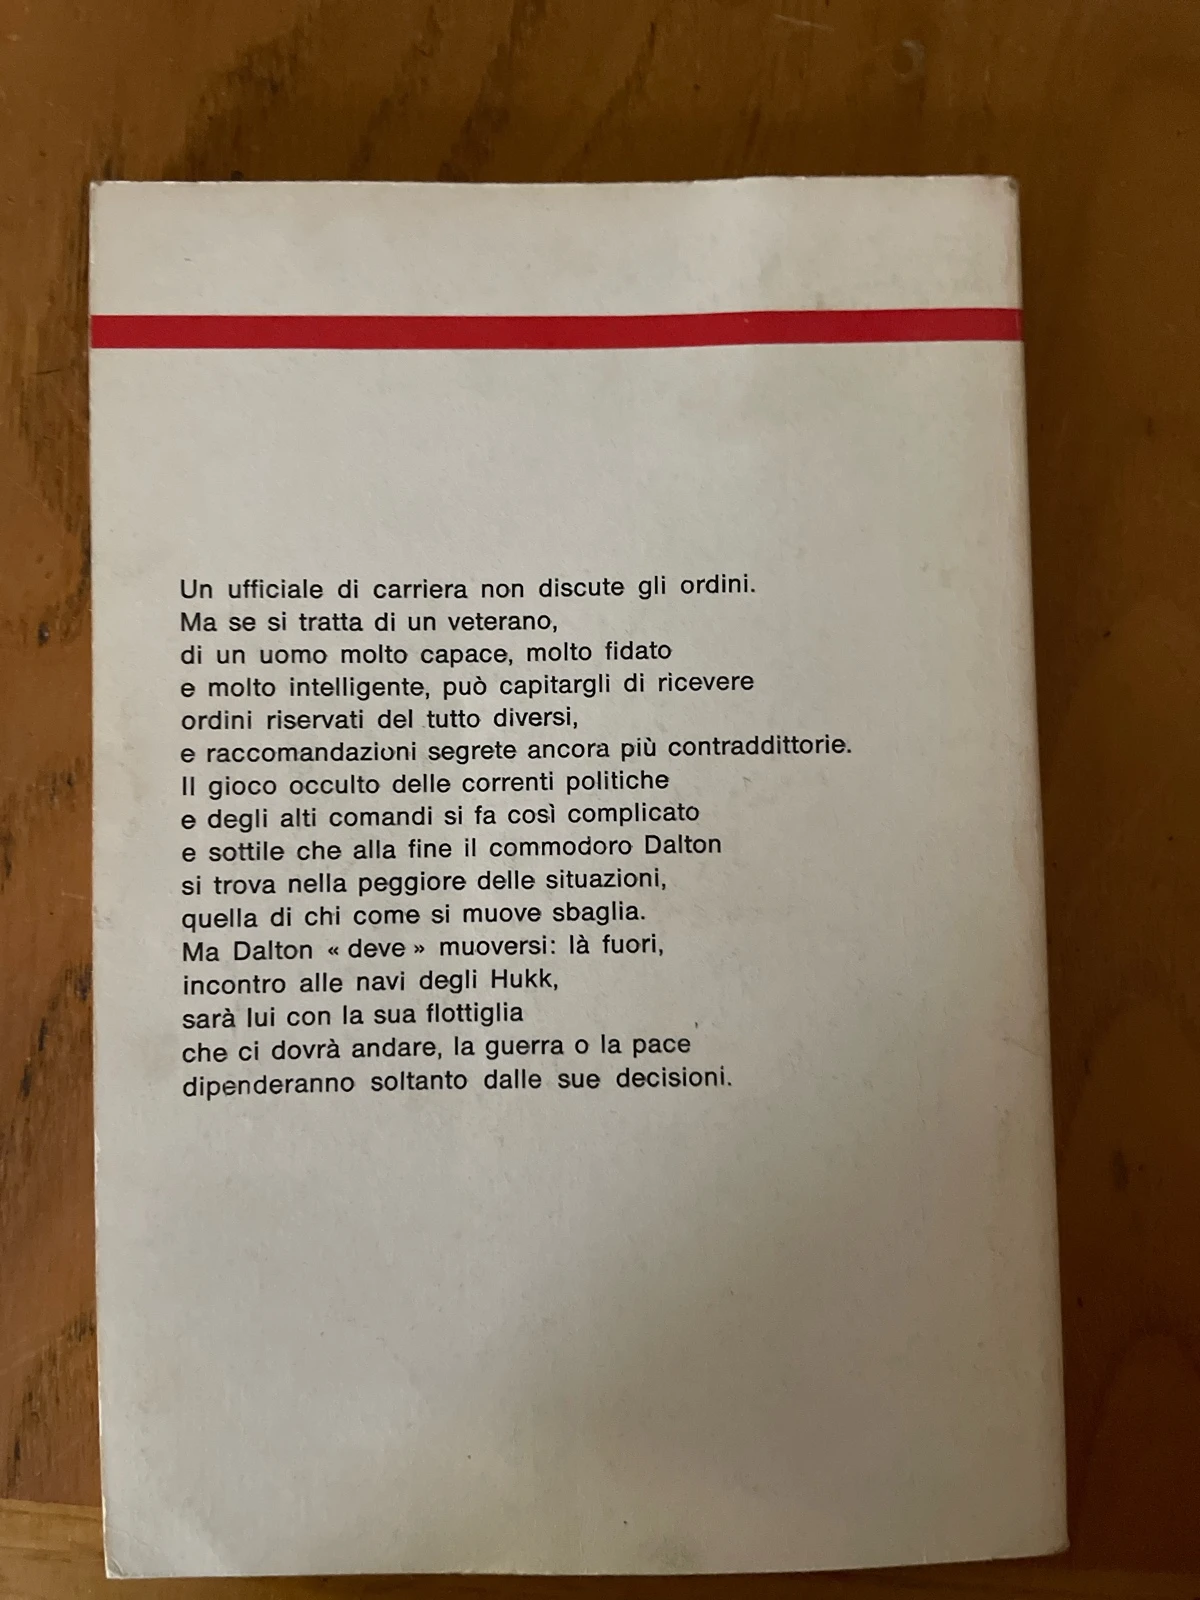 Un ufficiale di carriera non discute gli ordini.
Ma se si tratta di un veterano,
di un uomo molto capace, molto fidato
e molto intelligente, può capitargli di ricevere
ordini riservati del tutto diversi,
e raccomandazioni segrete ancora più contraddittorie.
Il gioco occulto delle correnti politiche
e degli alti comandi si fa così complicato
e sottile che alla fine il commodoro Dalton
si trova nella peggiore delle situazioni,
quella di chi come si muove sbaglia.
Ma Dalton « deve » muoversi: là fuori,
incontro alle navi degli Hukk,
sarà lui con la sua flottiglia
che ci dovrà andare, la guerra o la pace
dipenderanno soltanto dalle sue decisioni.